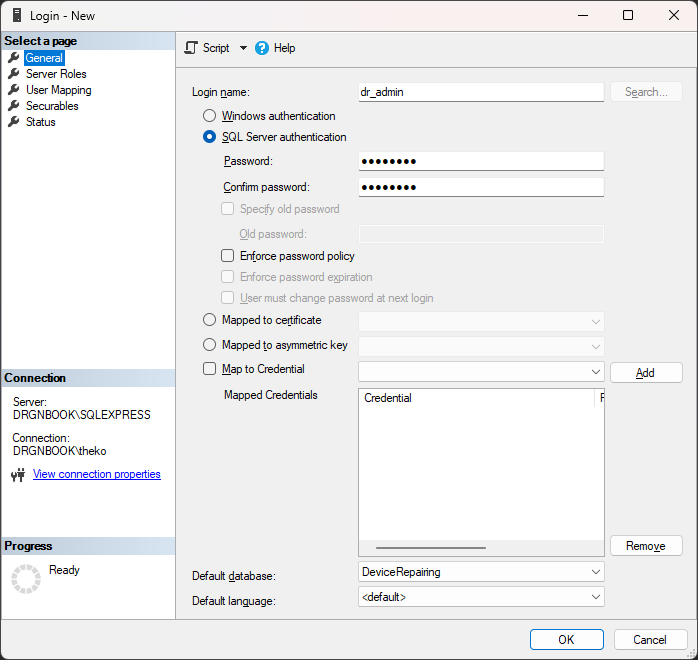 Login - New
Select a page
General
Server Roles
User Mapping
Securables
Status
Script
Help
Login name:
dr_admin
Search...
Windows authentication
SQL Server authentication
Password:
●●●●●●●●
Confirm password:
●●●●●●●●
Specify old password
Old password:
Enforce password policy
Enforce password expiration
User must change password at next login
Mapped to certificate
Mapped to asymmetric key
Map to Credential
Add
Mapped Credentials
Credential
Remove
Default database:
DeviceRepairing
Default language:
<default>
Connection
Server:
DRGNBOOK\SQLEXPRESS
Connection:
DRGNBOOK\theko
View connection properties
Progress
Ready
OK
Cancel